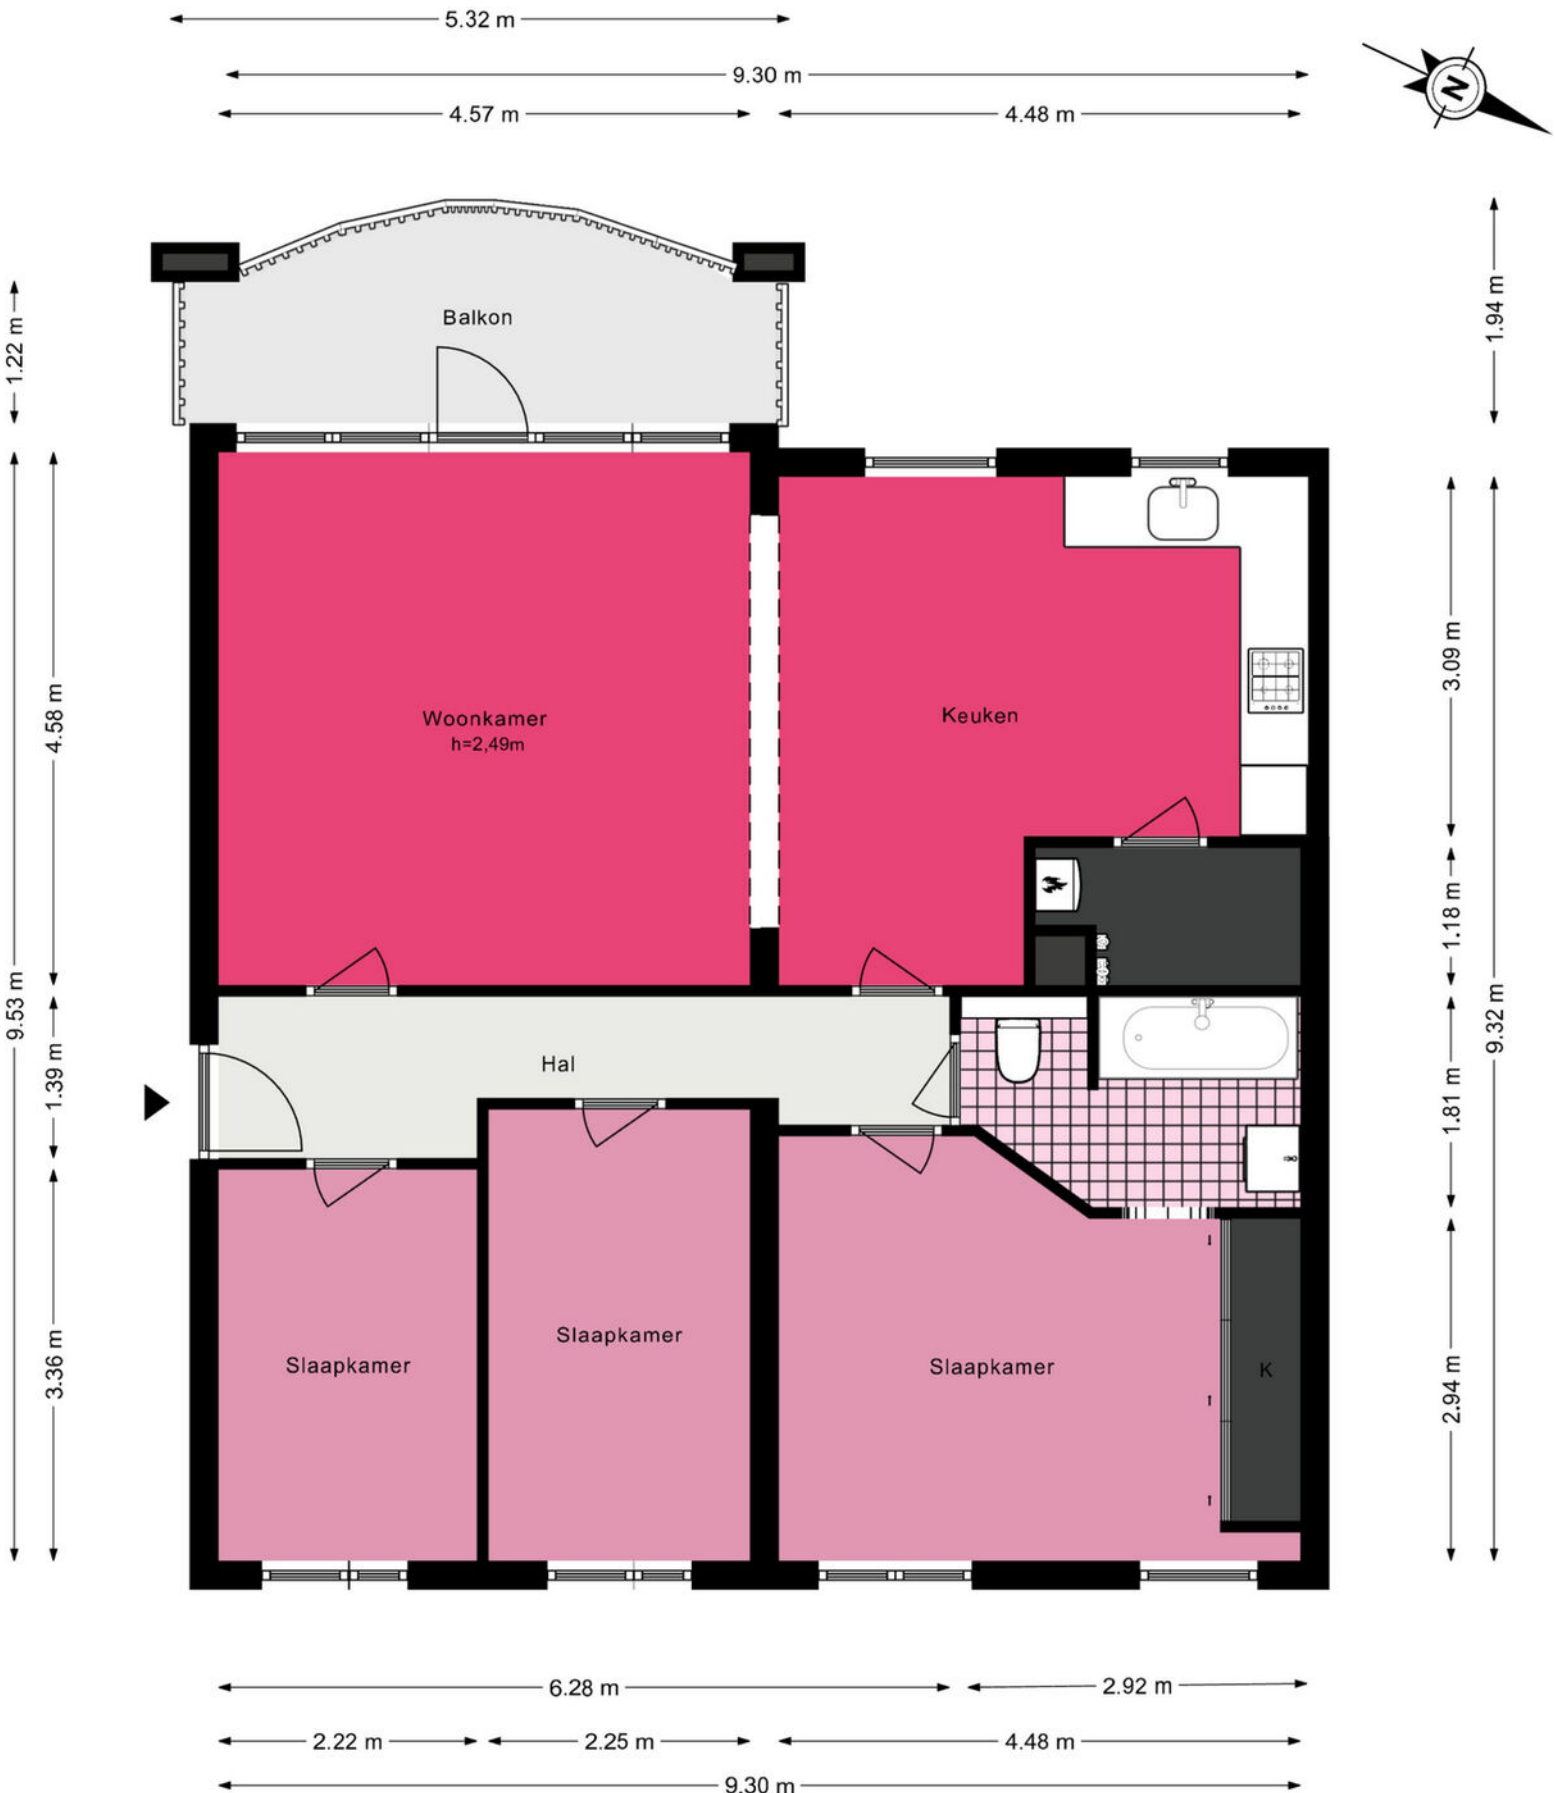 5.32 m
9.30 m
4.57 m
4.48 m
N
1.94 m
1.22 m
Balkon
4.58 m
3.09 m
Woonkamer
h=2,49m
Keuken
1.18 m
9.53 m
9.32 m
1.39 m
Hal
1.81 m
3.36 m
Slaapkamer
Slaapkamer
Slaapkamer
K
2.94 m
6.28 m
2.92 m
2.22 m
2.25 m
4.48 m
9.30 m